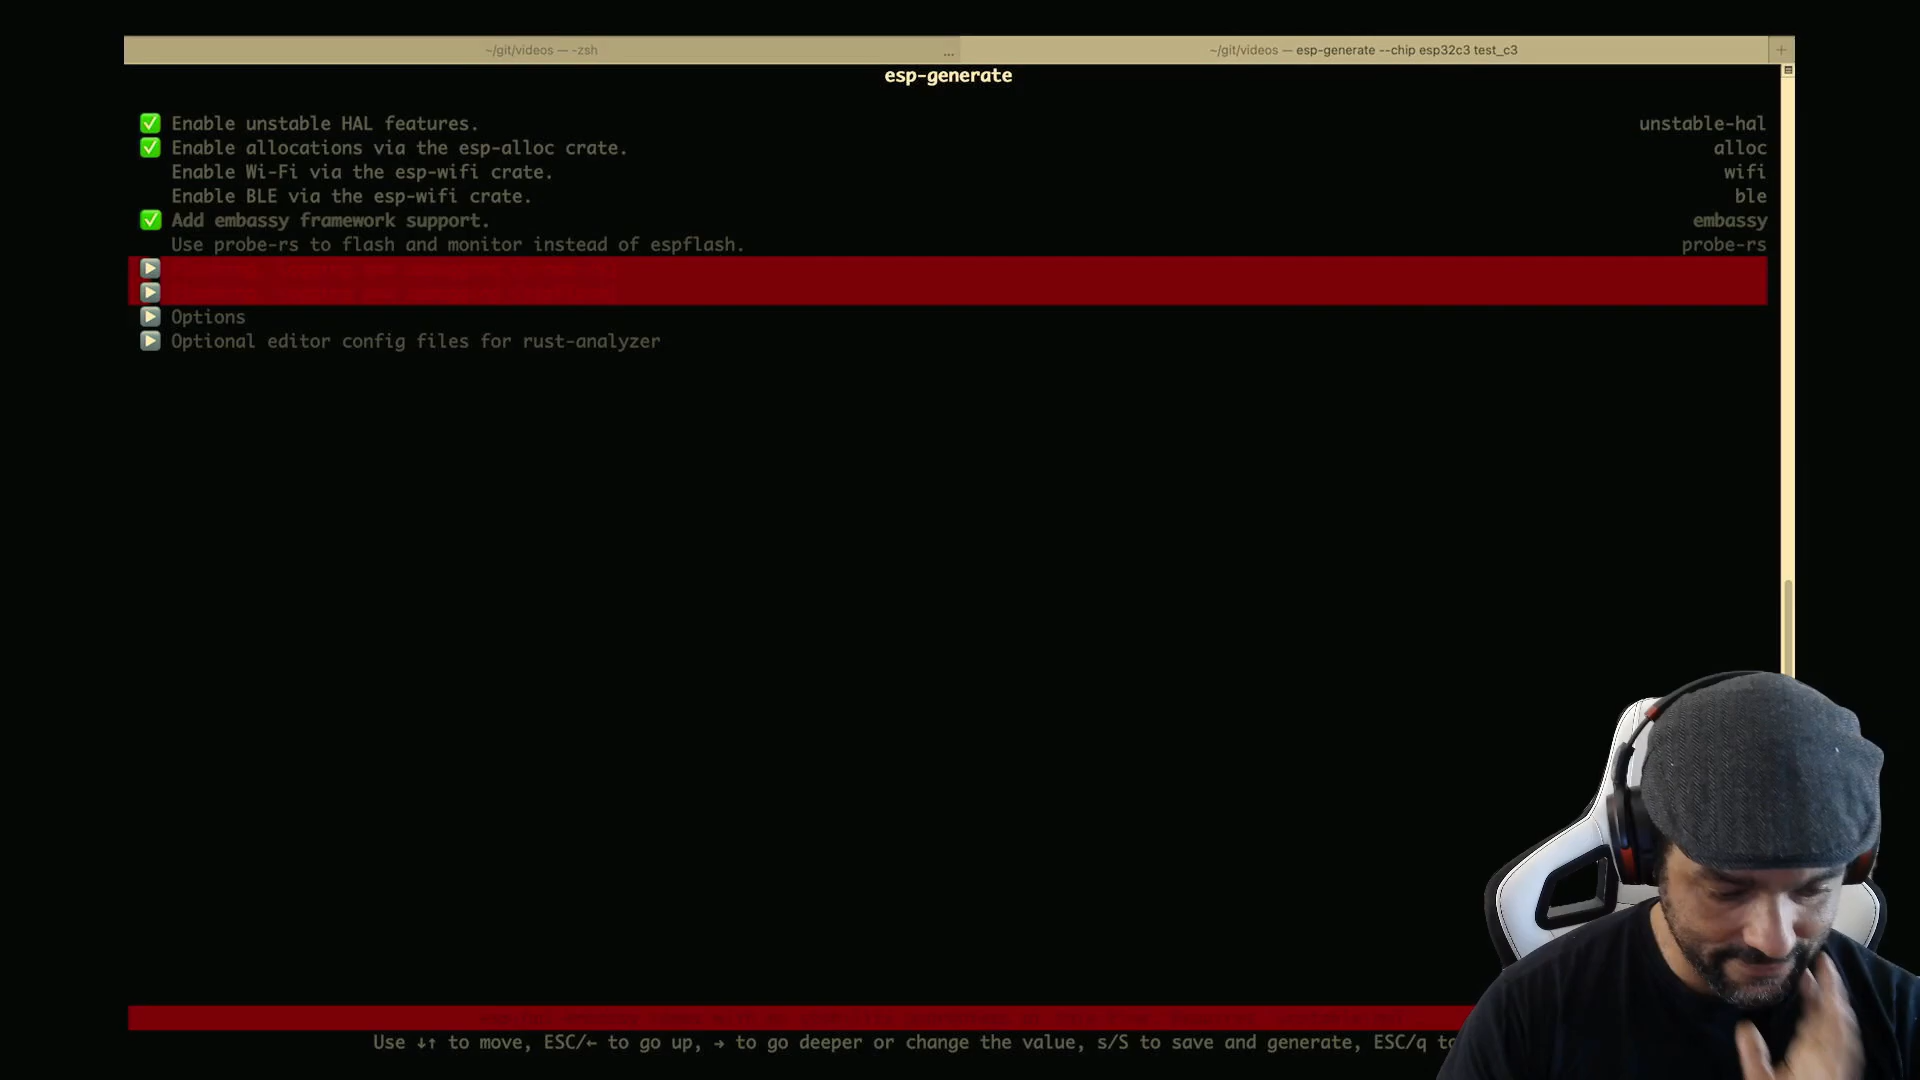 ~/git/videos — -zsh
...
~/git/videos — esp-generate --chip esp32c3 test_c3
+
esp-generate
Enable unstable HAL features. unstable-hal
Enable allocations via the esp-alloc crate. alloc
Enable Wi-Fi via the esp-wifi crate. wifi
Enable BLE via the esp-wifi crate. ble
Add embassy framework support. embassy
Use probe-rs to flash and monitor instead of espflash. probe-rs
Options
Optional editor config files for rust-analyzer
Use ↓↑ to move, ESC/← to go up, → to go deeper or change the value, s/S to save and generate, ESC/q